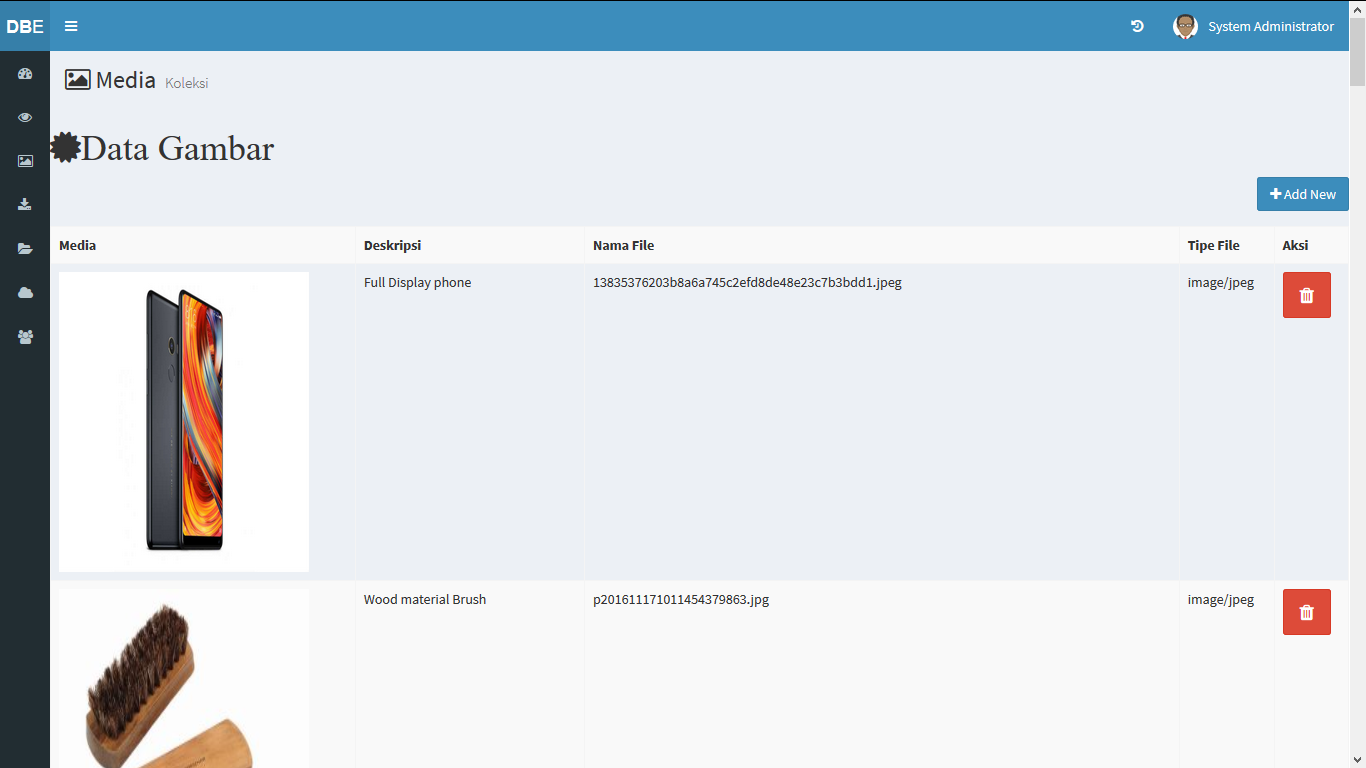 DBE
System Administrator
Media Koleksi
Data Gambar
Add New
Media Deskripsi Nama File Tipe File Aksi
Full Display phone 13835376203b8a6a745c2efd8de48e23c7b3bdd1.jpeg image/jpeg
Wood material Brush p201611171011454379863.jpg image/jpeg